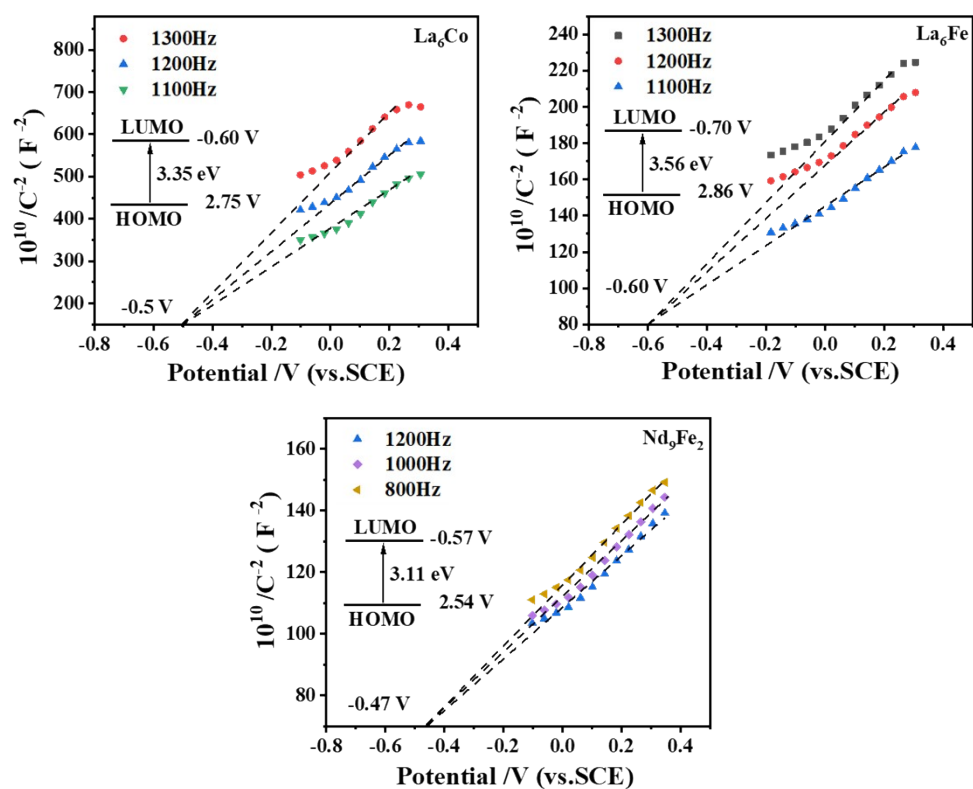 La₆Co
1300Hz
1200Hz
1100Hz
LUMO
-0.60 V
3.35 eV
HOMO
2.75 V
-0.5 V
800
700
600
500
400
300
200
10¹⁰ /C⁻² ( F⁻²)
-0.8 -0.6 -0.4 -0.2 0.0 0.2 0.4
Potential /V (vs.SCE)
La₆Fe
1300Hz
1200Hz
1100Hz
LUMO
-0.70 V
3.56 eV
HOMO
2.86 V
-0.60 V
240
220
200
180
160
140
120
100
80
10¹⁰ /C⁻² ( F⁻²)
-0.8 -0.6 -0.4 -0.2 0.0 0.2 0.4
Potential /V (vs.SCE)
Nd₉Fe₂
1200Hz
1000Hz
800Hz
LUMO
-0.57 V
3.11 eV
HOMO
2.54 V
-0.47 V
160
140
120
100
80
10¹⁰ /C⁻² ( F⁻²)
-0.8 -0.6 -0.4 -0.2 0.0 0.2 0.4
Potential /V (vs.SCE)